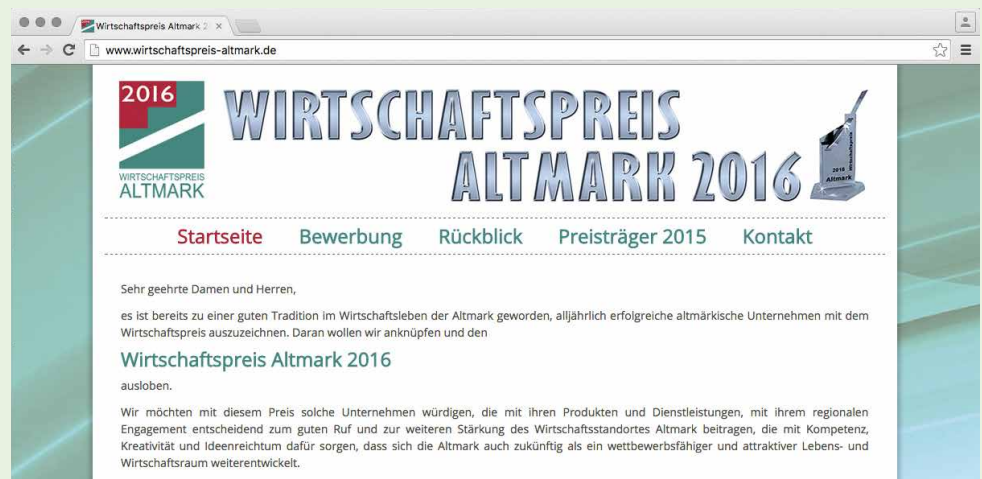 Wirtschaftspreis Altmark 2
www.wirtschaftspreis-altmark.de
2016
WIRTSCHAFTSPREIS
ALTMARK
WIRTSCHAFTSPREIS
ALTMARK 2016
2016
Altmark
Wirtschaftspreis
Startseite Bewerbung Rückblick Preisträger 2015 Kontakt
Sehr geehrte Damen und Herren,
es ist bereits zu einer guten Tradition im Wirtschaftsleben der Altmark geworden, alljährlich erfolgreiche altmärkische Unternehmen mit dem
Wirtschaftspreis auszuzeichnen. Daran wollen wir anknüpfen und den
Wirtschaftspreis Altmark 2016
ausloben.
Wir möchten mit diesem Preis solche Unternehmen würdigen, die mit ihren Produkten und Dienstleistungen, mit ihrem regionalen
Engagement entscheidend zum guten Ruf und zur weiteren Stärkung des Wirtschaftsstandortes Altmark beitragen, die mit Kompetenz,
Kreativität und Ideenreichtum dafür sorgen, dass sich die Altmark auch zukünftig als ein wettbewerbsfähiger und attraktiver Lebens- und
Wirtschaftsraum weiterentwickelt.